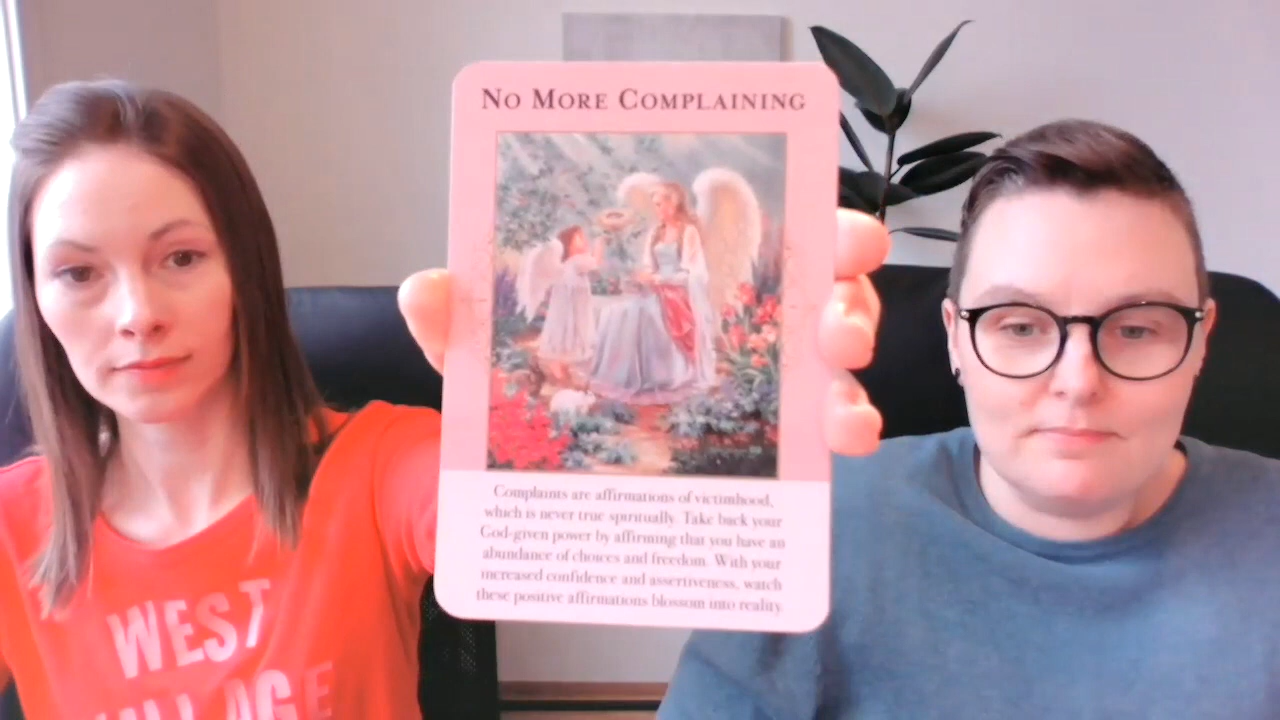 NO MORE COMPLAINING
Complaints are affirmations of victimhood,
which is never true spiritually. Take back your
God-given power by affirming that you have an
abundance of choices and freedom. With your
increased confidence and assertiveness, watch
these positive affirmations blossom into reality.
WEST
VILLAGE